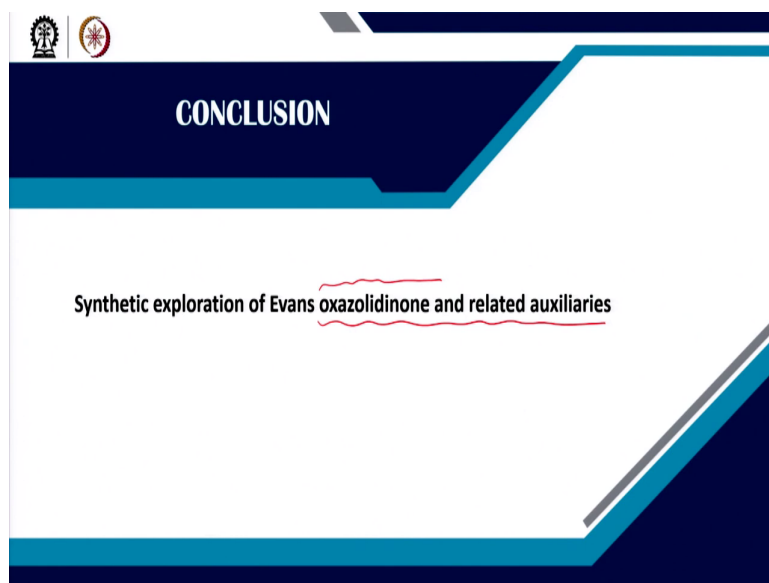 CONCLUSION
Synthetic exploration of Evans oxazolidinone and related auxiliaries